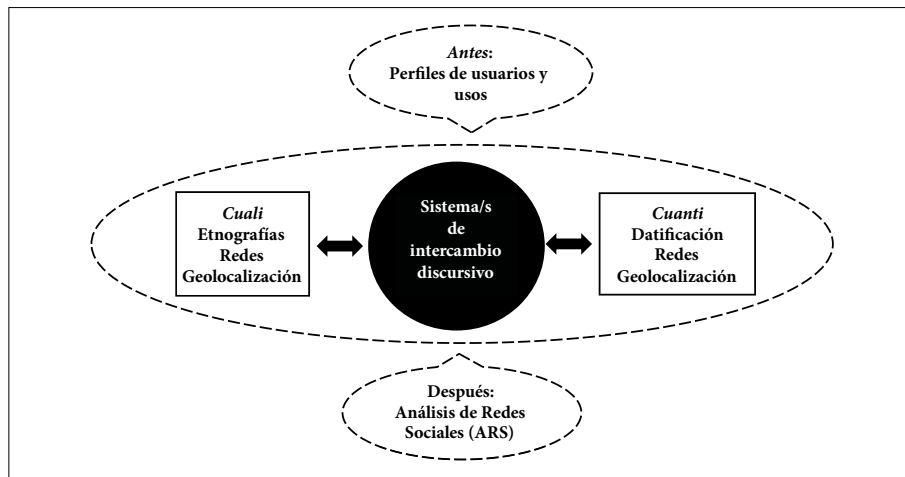 Antes:
Perfiles de usuarios y
usos
Cuali
Etnografías
Redes
Geolocalización
Sistema/s
de
intercambio
discursivo
Cuanti
Datificación
Redes
Geolocalización
Después:
Análisis de Redes
Sociales (ARS)